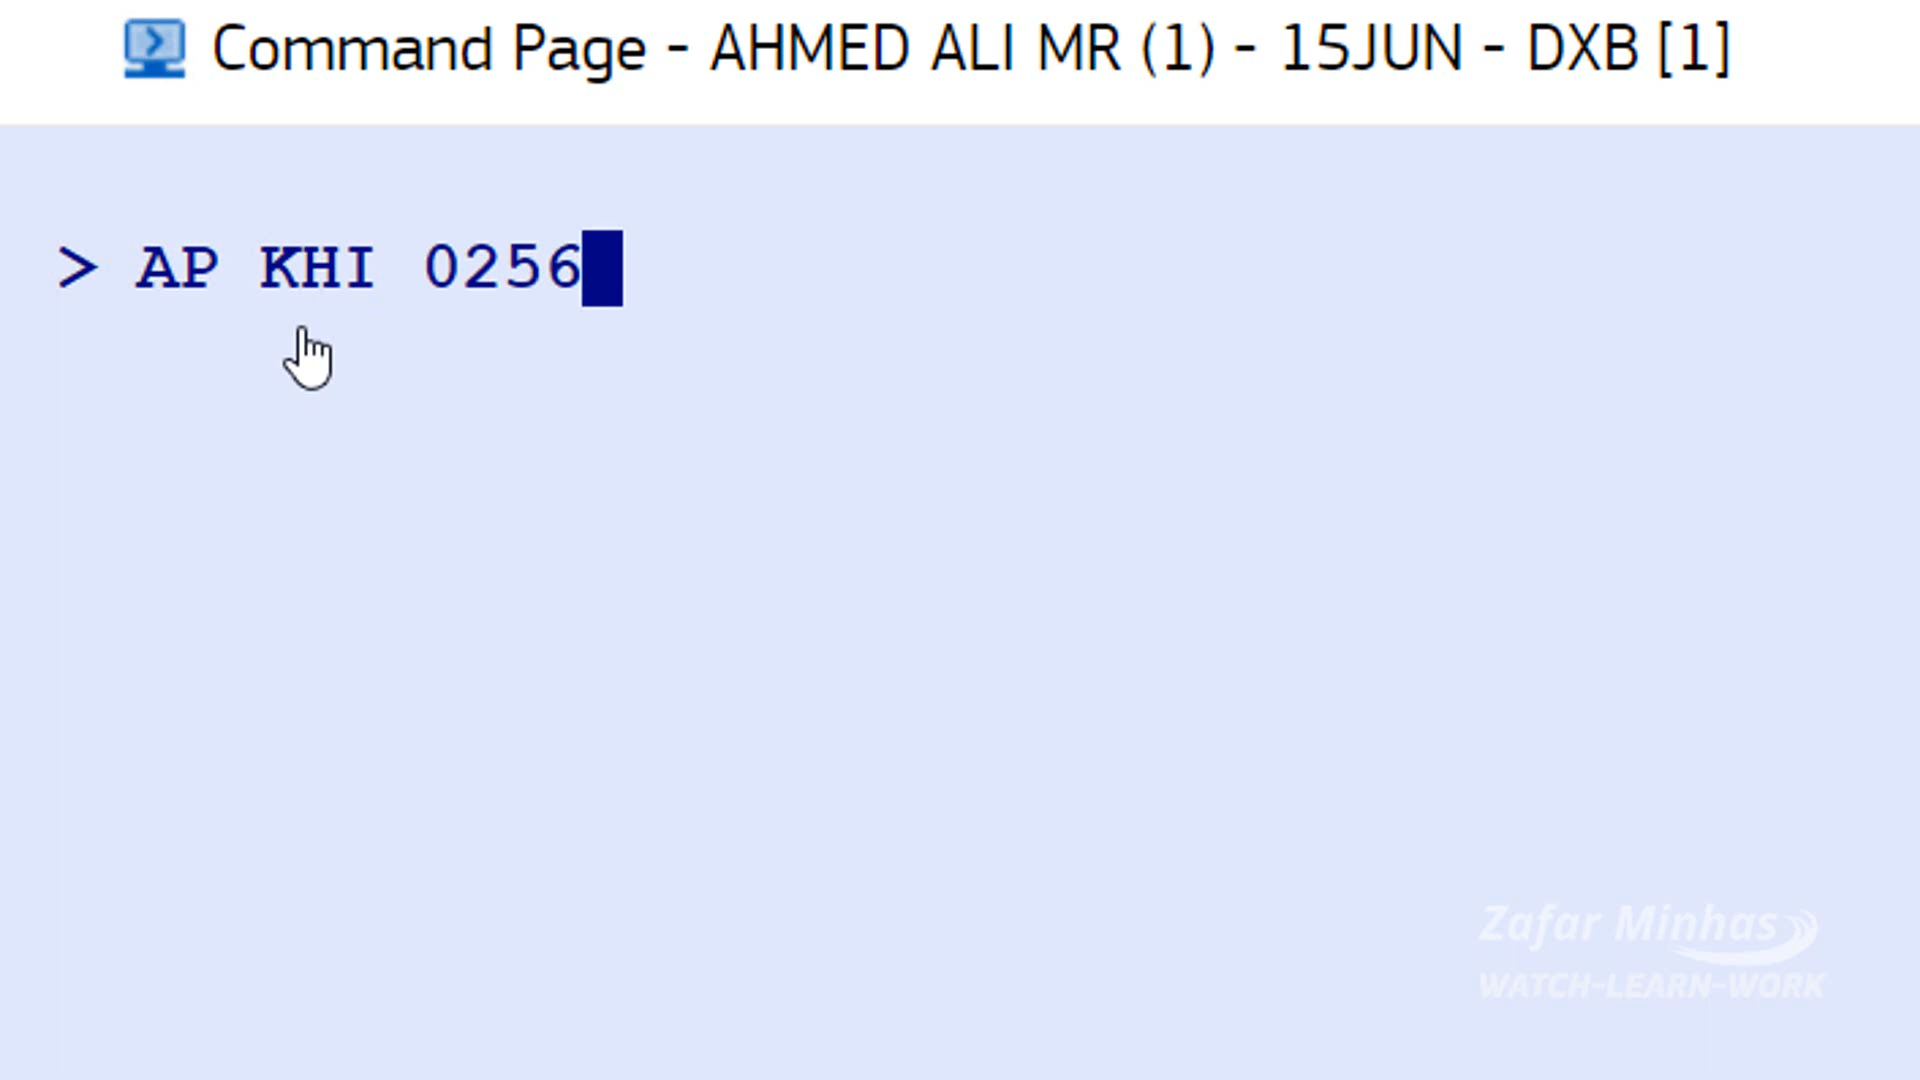 Command Page - AHMED ALI MR (1) - 15JUN - DXB [1]
> AP KHI 0256
Zafar Minhas
WATCH-LEARN-WORK